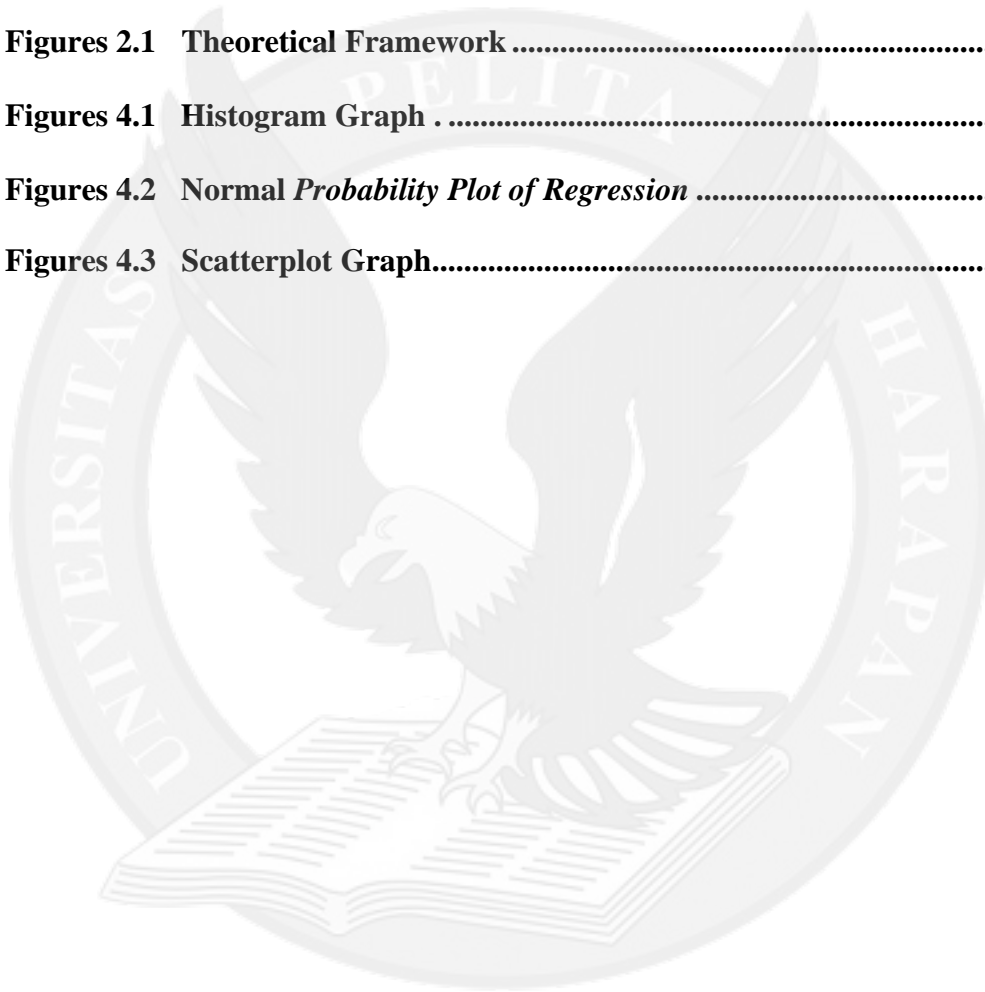 Figures 2.1 Theoretical Framework ................................................................................
Figures 4.1 Histogram Graph . ................................................................................
Figures 4.2 Normal Probability Plot of Regression ..................................................
Figures 4.3 Scatterplot Graph................................................................................
UNIVERSITAS PELITA HARAPAN